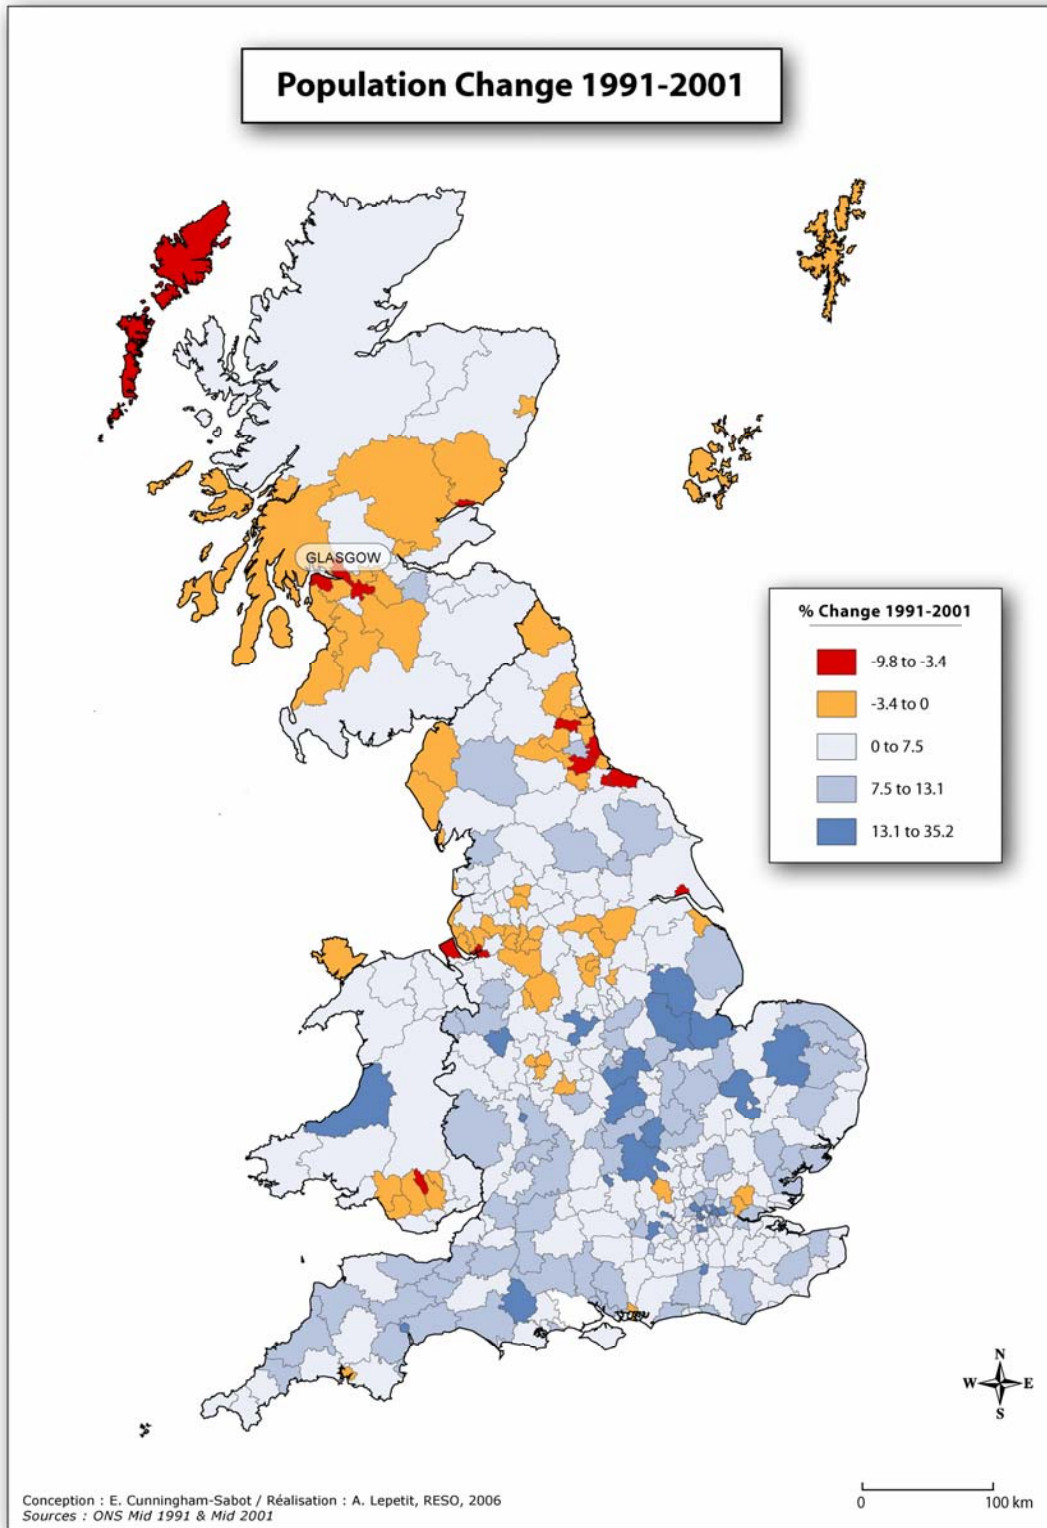 Population Change 1991-2001
GLASGOW
% Change 1991-2001
-9.8 to -3.4
-3.4 to 0
0 to 7.5
7.5 to 13.1
13.1 to 35.2
N
W E
S
0 100 km
Conception : E. Cunningham-Sabot / Réalisation : A. Lepetit, RESO, 2006
Sources : ONS Mid 1991 & Mid 2001